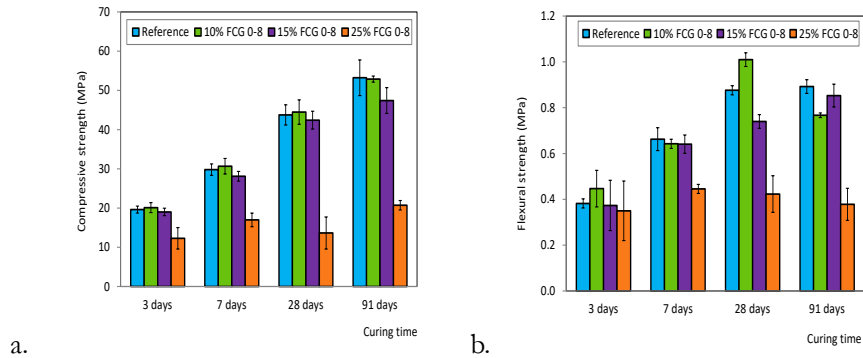 Compressive strength (MPa)
70
60
50
40
30
20
10
0
Reference 10% FCG 0-8 15% FCG 0-8 25% FCG 0-8
3 days 7 days 28 days 91 days
Curing time
a.
Flexural strength (MPa)
1.2
1.0
0.8
0.6
0.4
0.2
0.0
Reference 10% FCG 0-8 15% FCG 0-8 25% FCG 0-8
3 days 7 days 28 days 91 days
Curing time
b.